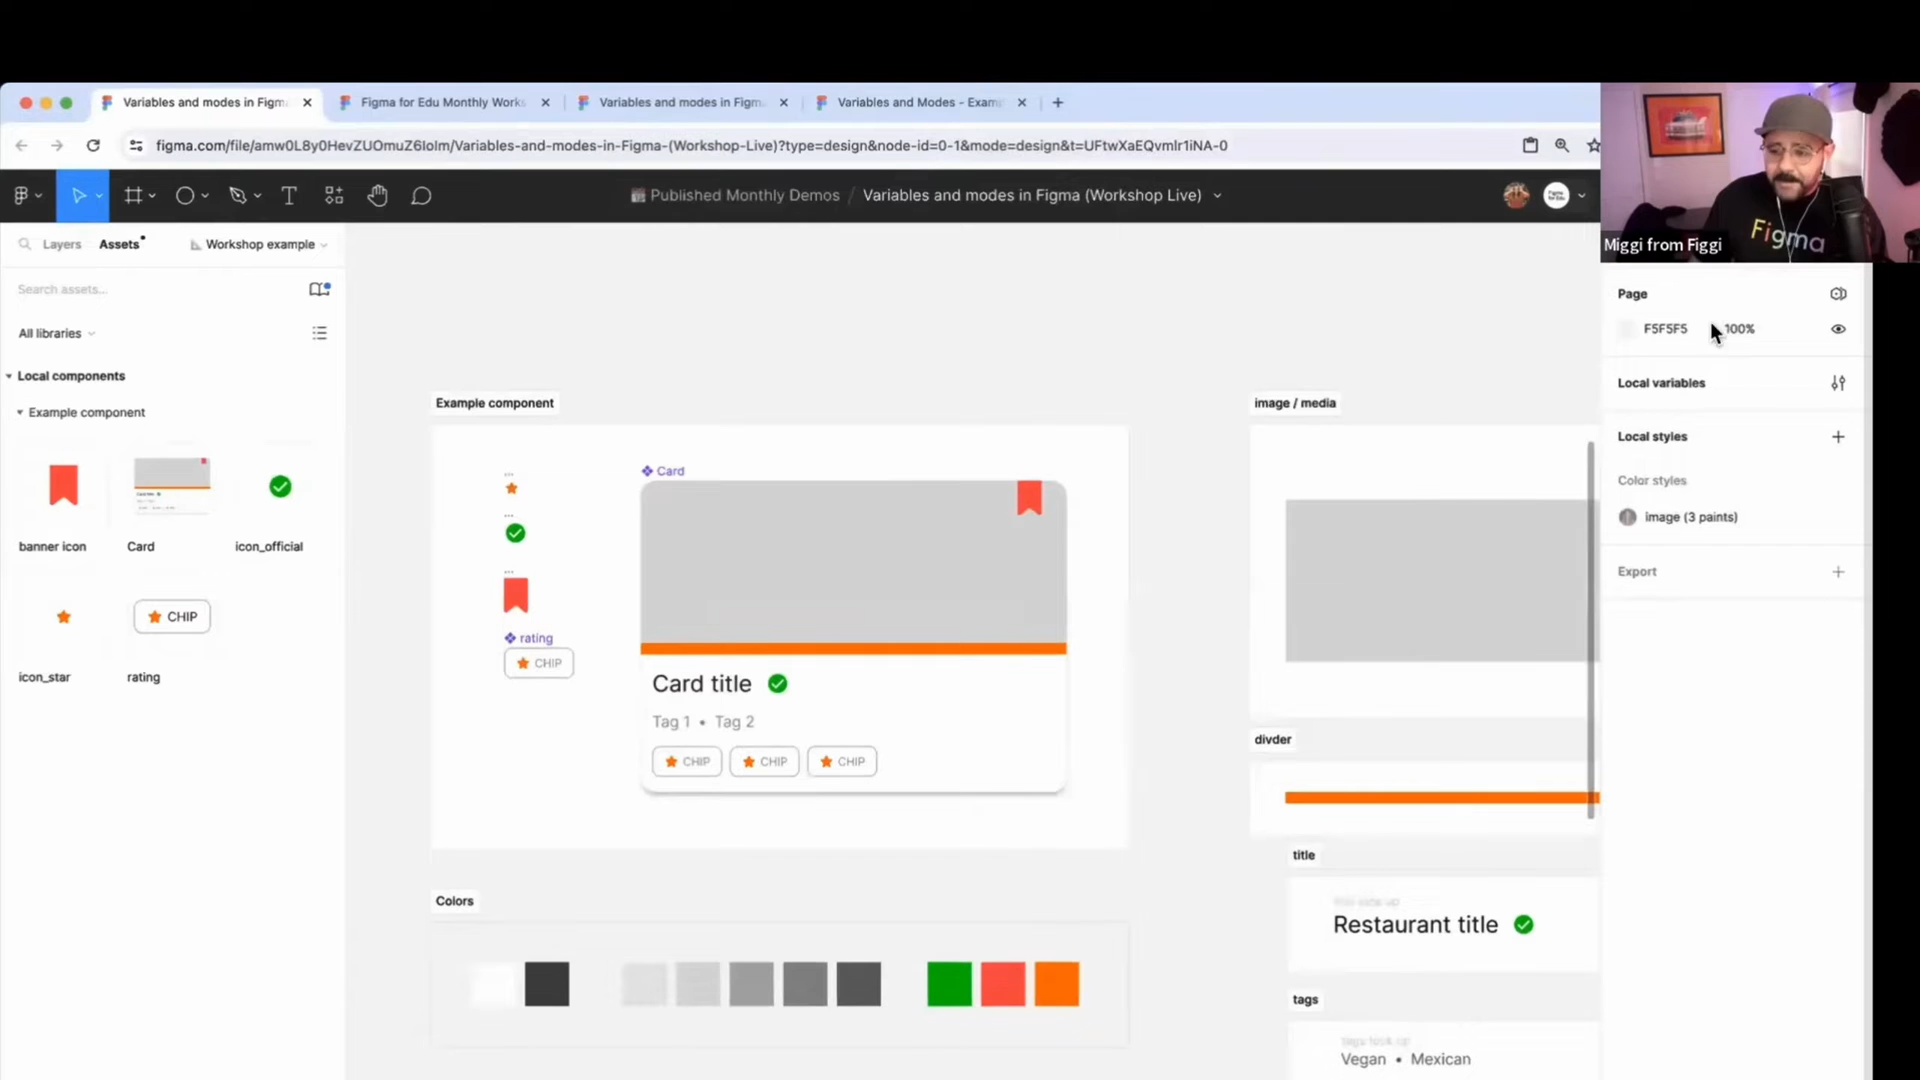 Variables and modes in Figm
Figma for Edu Monthly Works
Variables and modes in Figm
Variables and Modes - Exam
figma.com/file/amw0L8y0HevZUOmuZ6Iolm/Variables-and-modes-in-Figma-(Workshop-Live)?type=design&node-id=0-1&mode=design&t=UFtwXaEQvmlr1iNA-0
Figma
Miggi from Figgi
Published Monthly Demos / Variables and modes in Figma (Workshop Live)
Layers
Assets
Workshop example
Search assets...
All libraries
Local components
Example component
banner icon
Card
icon_official
CHIP
icon_star
rating
Example component
Card
rating
CHIP
Card title
Tag 1 • Tag 2
CHIP
CHIP
CHIP
Colors
image / media
divder
title
Restaurant title
tags
Vegan • Mexican
Page
F5F5F5
100%
Local variables
Local styles
Color styles
image (3 paints)
Export